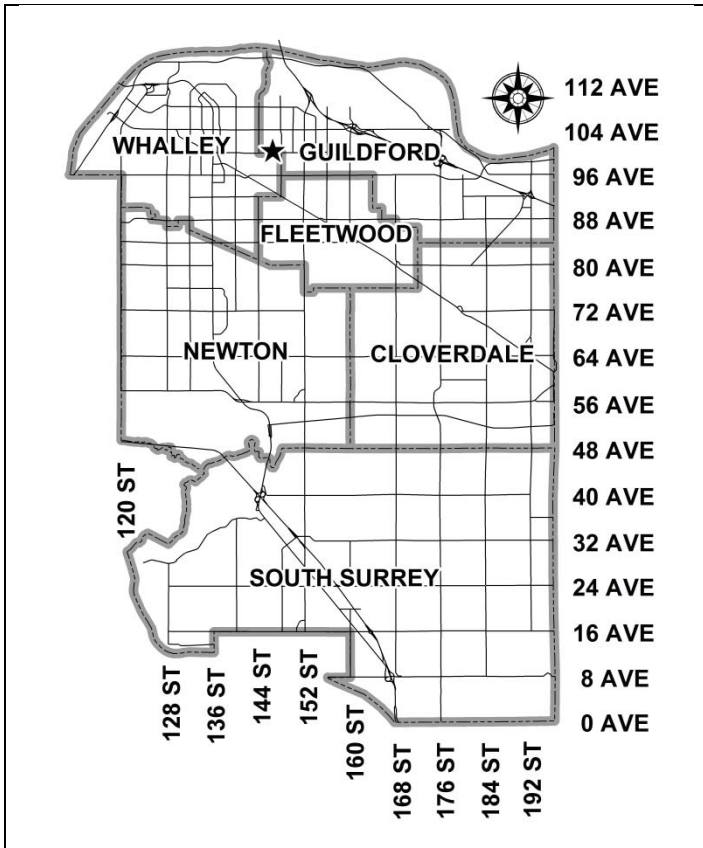 112 AVE
104 AVE
WHALLEY
GUILDFORD
96 AVE
88 AVE
FLEETWOOD
80 AVE
72 AVE
NEWTON
CLOVERDALE
64 AVE
56 AVE
48 AVE
120 ST
40 AVE
32 AVE
SOUTH SURREY
24 AVE
16 AVE
8 AVE
0 AVE
128 ST
136 ST
144 ST
152 ST
160 ST
168 ST
176 ST
184 ST
192 ST